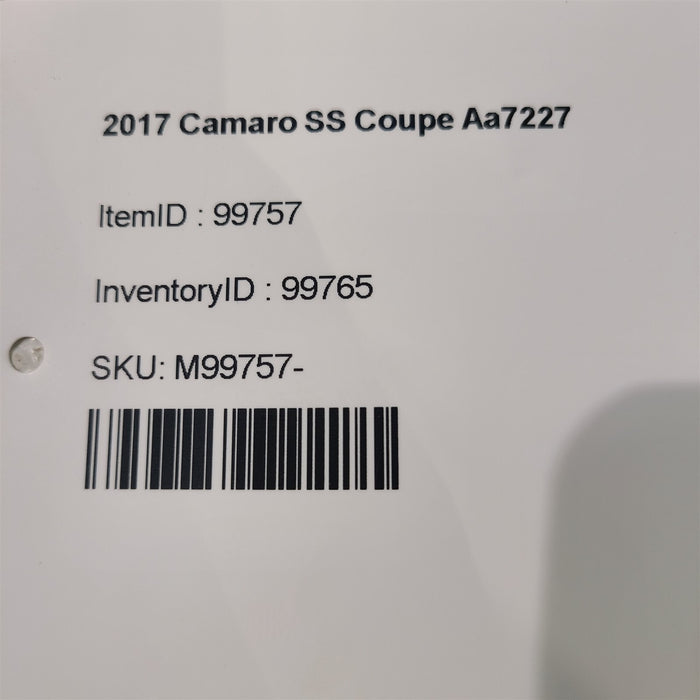 2017 Camaro SS Coupe Aa7227
ItemID : 99757
InventoryID : 99765
SKU: M99757-